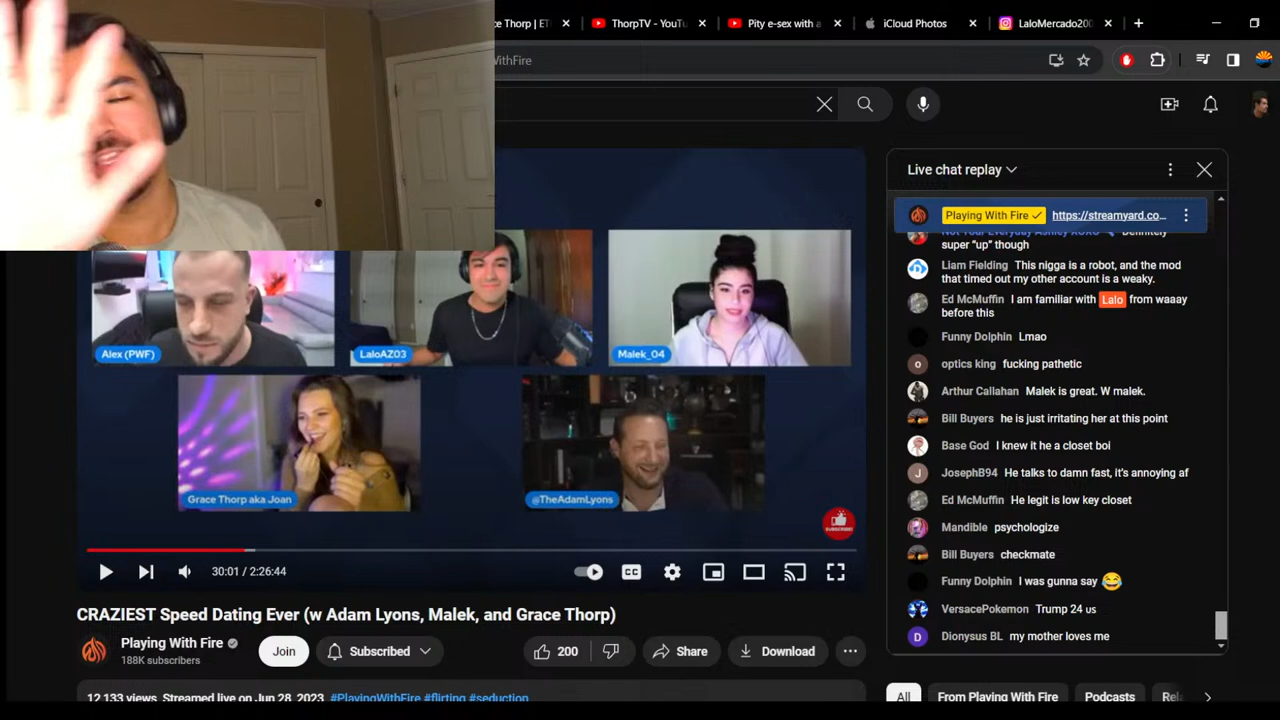 ce Thorp | ET
ThorpTV - YouTu
Pity e-sex with a
iCloud Photos
LaloMercado200
WithFire
Live chat replay
Playing With Fire https://streamyard.co...
Not Your Everyday Ashley XOXO Definitely
super “up” though
Liam Fielding This nigga is a robot, and the mod
that timed out my other account is a weaky.
Ed McMuffin I am familiar with Lalo from waaay
before this
Funny Dolphin Lmao
optics king fucking pathetic
Arthur Callahan Malek is great. W malek.
Bill Buyers he is just irritating her at this point
Base God I knew it he a closet boi
JosephB94 He talks to damn fast, it's annoying af
Ed McMuffin He legit is low key closet
Mandible psychologize
Bill Buyers checkmate
Funny Dolphin I was gunna say 😂
VersacePokemon Trump 24 us
D Dionysus BL my mother loves me
Alex (PWF)
LaloAZ03
Malek_04
Grace Thorp aka Joan
@TheAdamLyons
SUBSCRIBE!
30:01 / 2:26:44
CRAZIEST Speed Dating Ever (w Adam Lyons, Malek, and Grace Thorp)
Playing With Fire
188K subscribers
Join
Subscribed
200
Share
Download
12,133 views Streamed live on Jun 28, 2023 #PlayingWithFire #flirting #seduction
All
From Playing With Fire
Podcasts
Rel